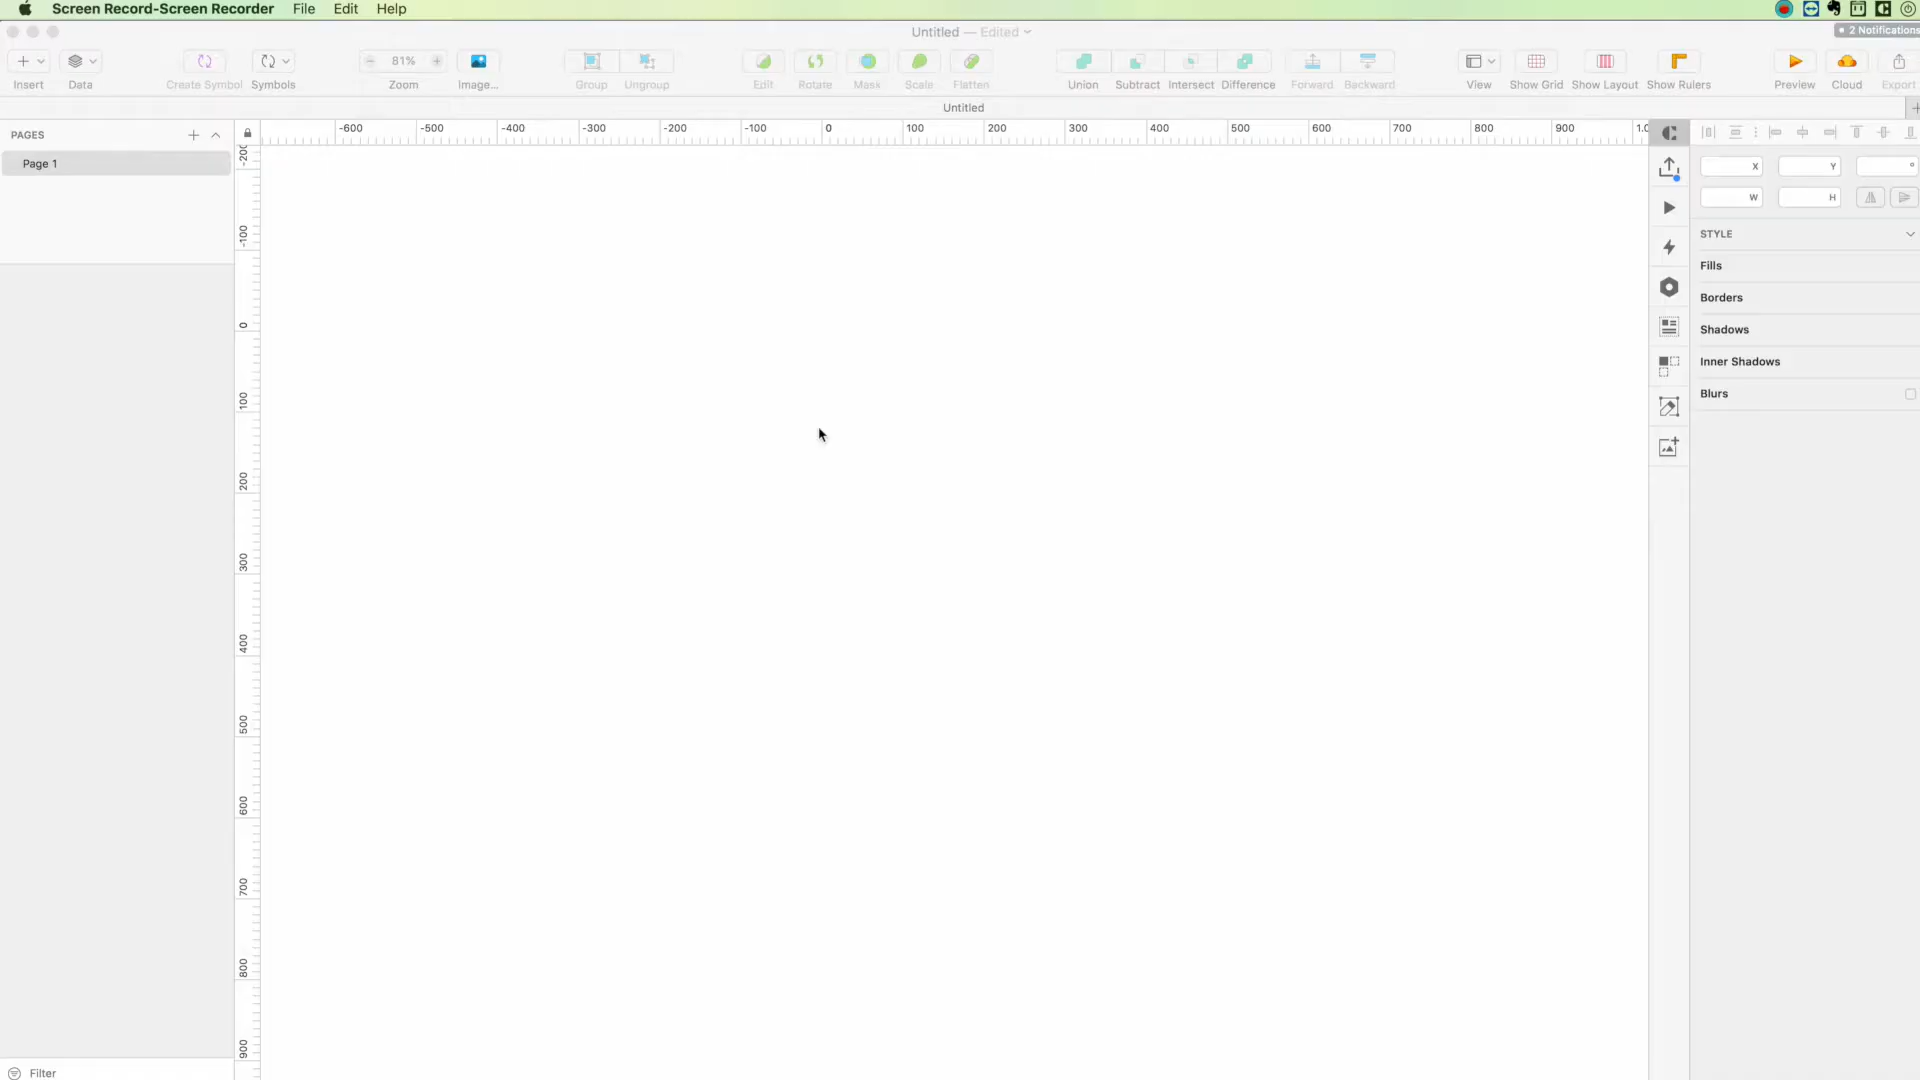 Screen Record-Screen Recorder File Edit Help
Untitled — Edited
2 Notifications
81%
Insert Data Create Symbol Symbols Zoom Image... Group Ungroup Edit Rotate Mask Scale Flatten Union Subtract Intersect Difference Forward Backward View Show Grid Show Layout Show Rulers Preview Cloud Export
Untitled
PAGES
Page 1
-600 -500 -400 -300 -200 -100 0 100 200 300 400 500 600 700 800 900 1.0
-200
-100
0
100
200
300
400
500
600
700
800
900
X Y °
W H
STYLE
Fills
Borders
Shadows
Inner Shadows
Blurs
Filter